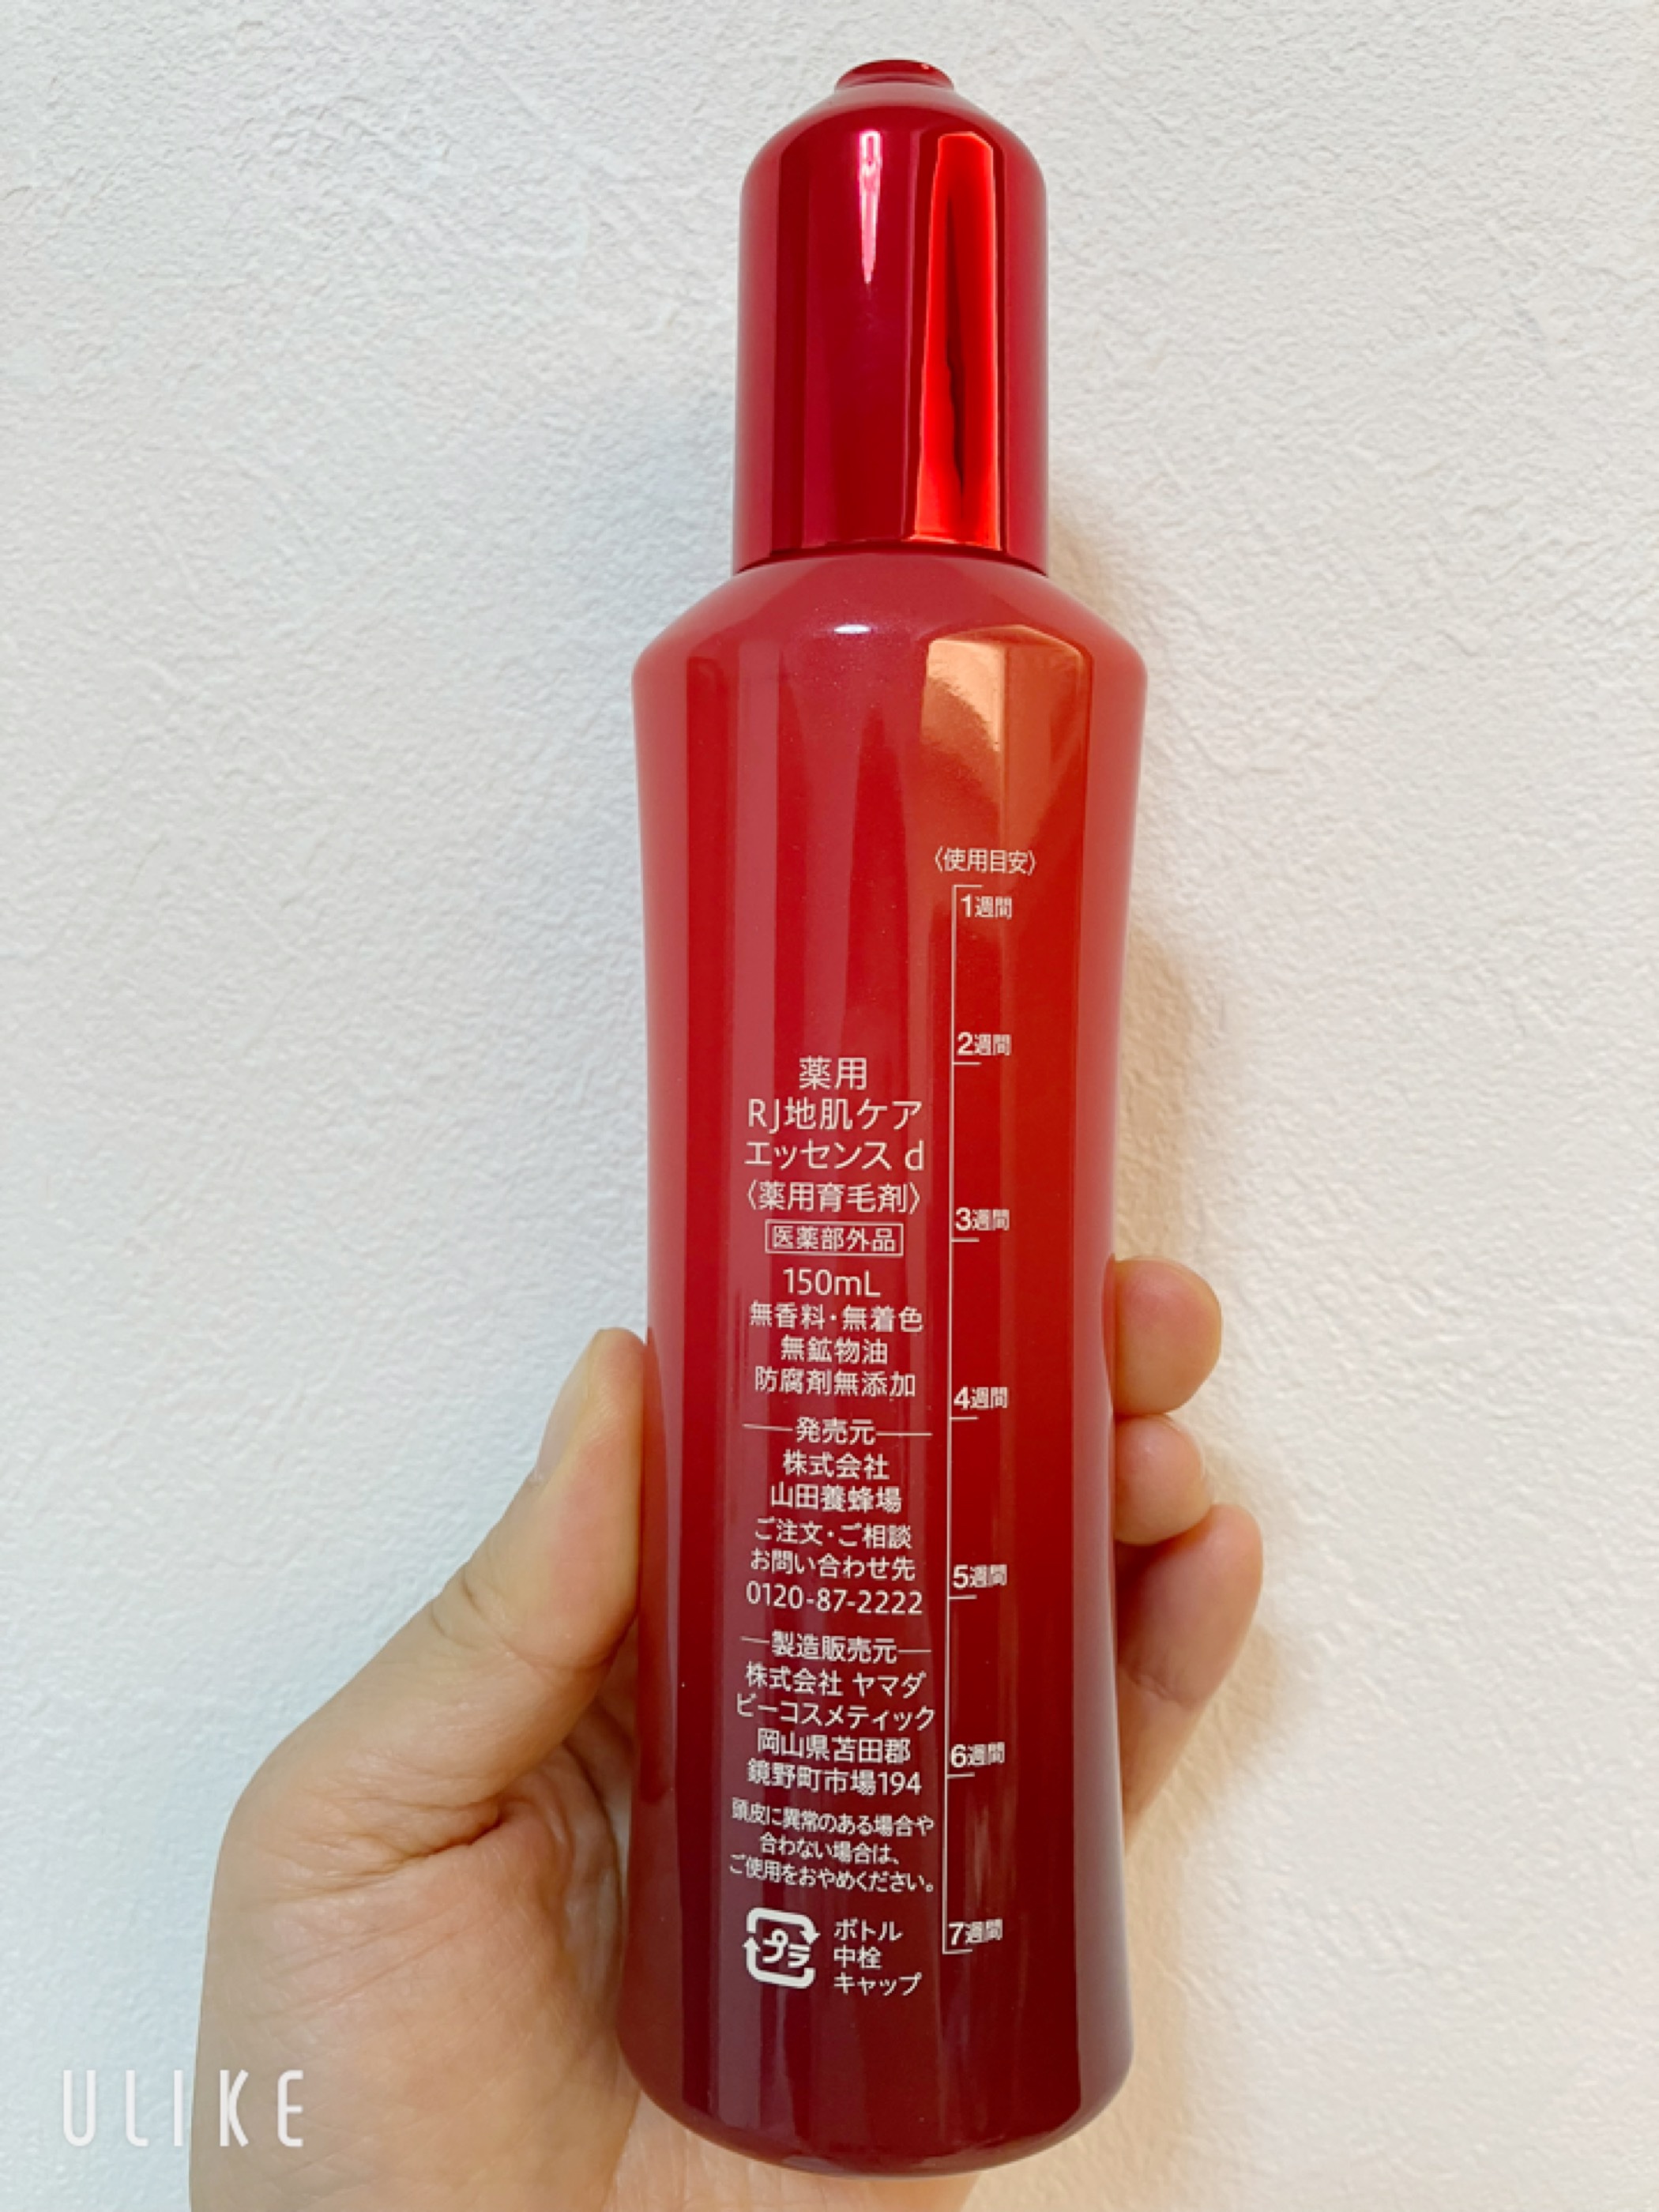 〈使用目安〉
1週間
2週間
3週間
4週間
5週間
6週間
7週間
薬用
RJ地肌ケア
エッセンス d
〈薬用育毛剤〉
医薬部外品
150mL
無香料・無着色
無鉱物油
防腐剤無添加
発売元
株式会社
山田養蜂場
ご注文・ご相談
お問い合わせ先
0120-87-2222
製造販売元
株式会社 ヤマダ
ビーコスメティック
岡山県苫田郡
鏡野町市場194
頭皮に異常のある場合や
合わない場合は、
ご使用をおやめください。
プラ
ボトル
中栓
キャップ
ULIKE